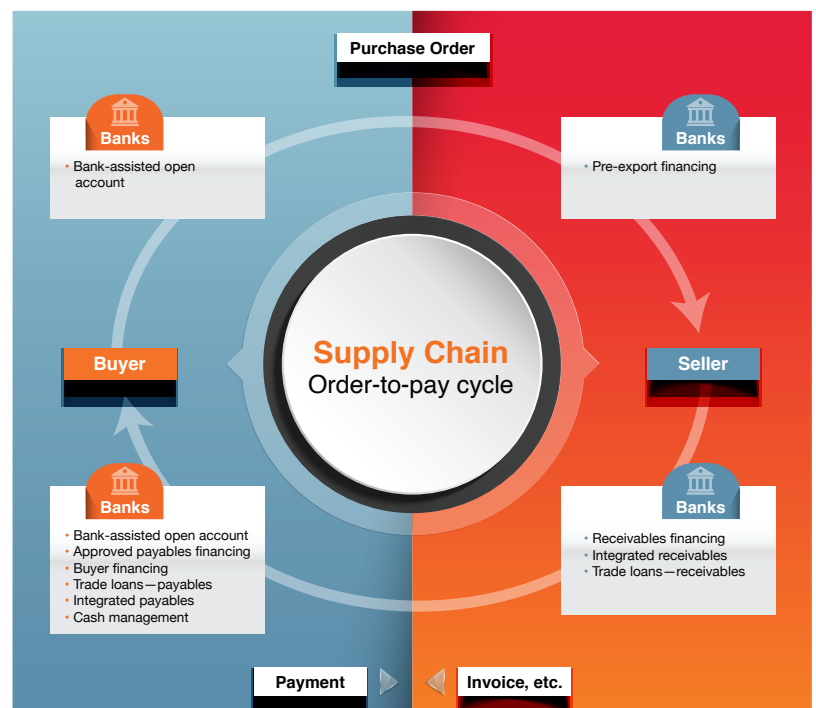 Purchase Order
Banks
• Bank-assisted open
account
Banks
• Pre-export financing
Buyer
Supply Chain
Order-to-pay cycle
Seller
Banks
• Bank-assisted open account
• Approved payables financing
• Buyer financing
• Trade loans—payables
• Integrated payables
• Cash management
Banks
• Receivables financing
• Integrated receivables
• Trade loans—receivables
Payment
Invoice, etc.